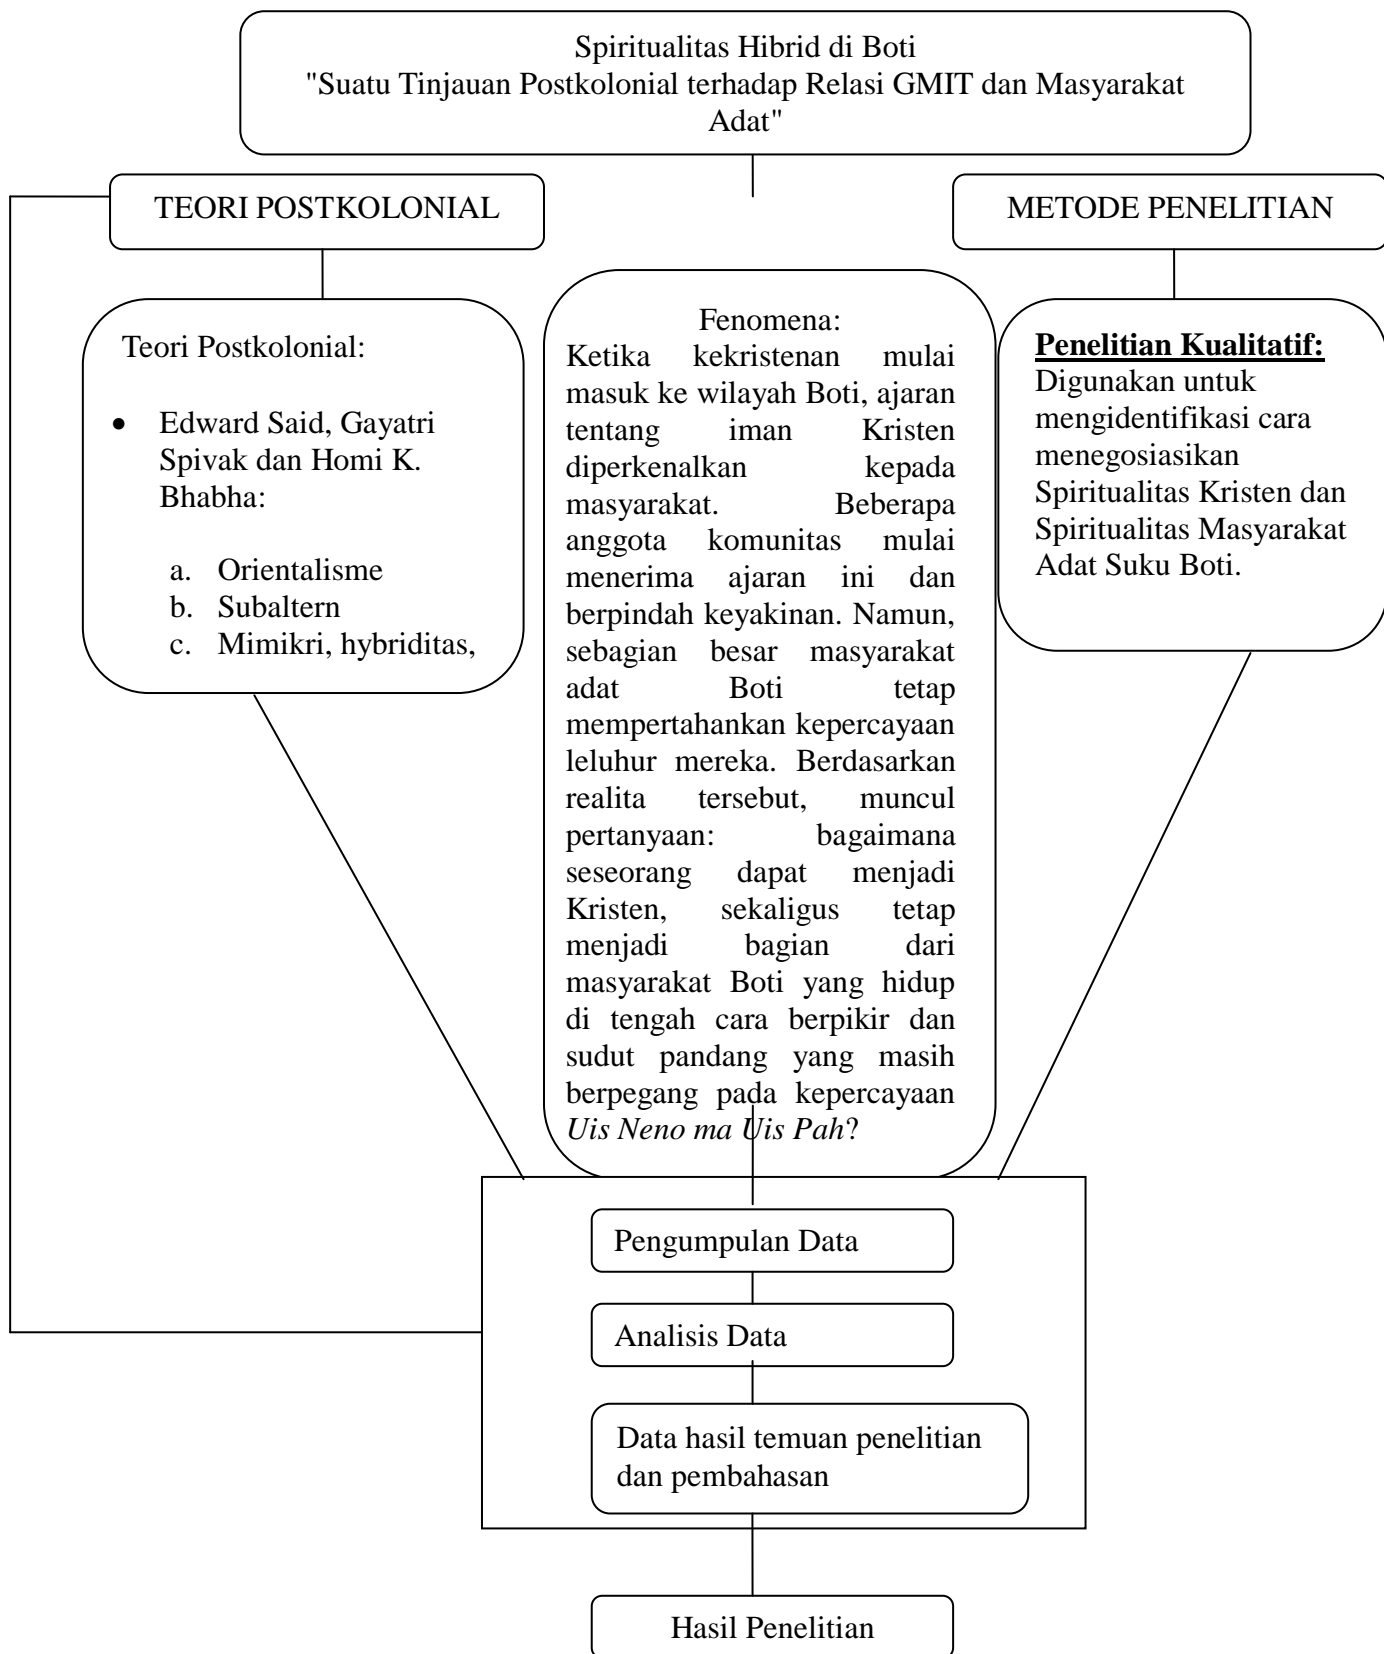 Spiritualitas Hibrid di Boti
"Suatu Tinjauan Postkolonial terhadap Relasi GMIT dan Masyarakat
Adat"
TEORI POSTKOLONIAL
METODE PENELITIAN
Teori Postkolonial:
• Edward Said, Gayatri
Spivak dan Homi K.
Bhabha:
a. Orientalisme
b. Subaltern
c. Mimikri, hybriditas,
Fenomena:
Ketika kekristenan mulai
masuk ke wilayah Boti, ajaran
tentang iman Kristen
diperkenalkan kepada
masyarakat. Beberapa
anggota komunitas mulai
menerima ajaran ini dan
berpindah keyakinan. Namun,
sebagian besar masyarakat
adat Boti tetap
mempertahankan kepercayaan
leluhur mereka. Berdasarkan
realita tersebut, muncul
pertanyaan: bagaimana
seseorang dapat menjadi
Kristen, sekaligus tetap
menjadi bagian dari
masyarakat Boti yang hidup
di tengah cara berpikir dan
sudut pandang yang masih
berpegang pada kepercayaan
Uis Neno ma Uis Pah?
Penelitian Kualitatif:
Digunakan untuk
mengidentifikasi cara
menegosiasikan
Spiritualitas Kristen dan
Spiritualitas Masyarakat
Adat Suku Boti.
Pengumpulan Data
Analisis Data
Data hasil temuan penelitian
dan pembahasan
Hasil Penelitian